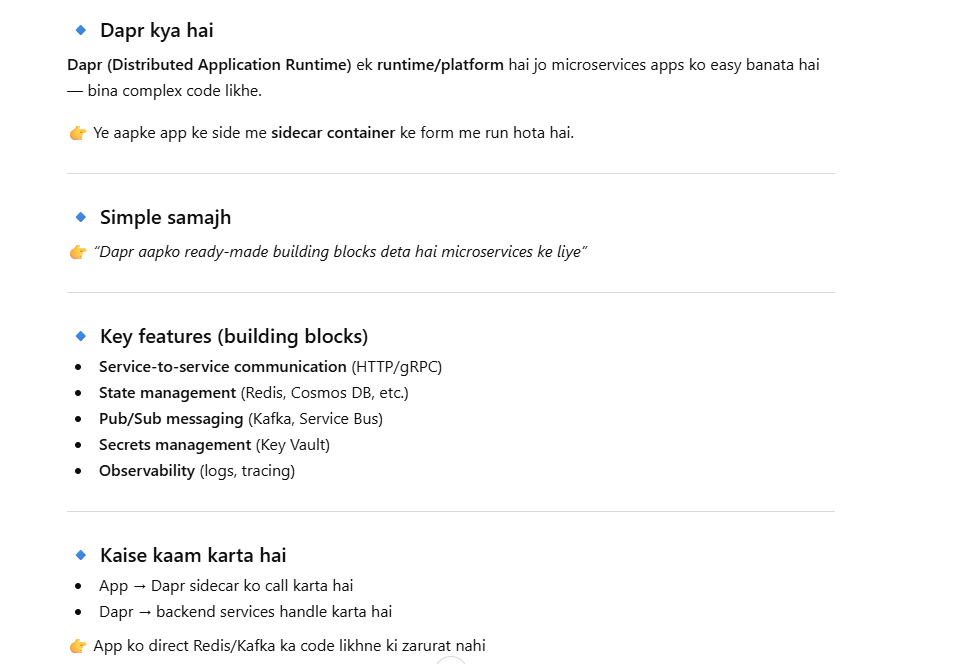 🔹 Dapr kya hai
Dapr (Distributed Application Runtime) ek runtime/platform hai jo microservices apps ko easy banata hai
— bina complex code likhe.
👉 Ye aapke app ke side me sidecar container ke form me run hota hai.
🔹 Simple samajh
👉 “Dapr aapko ready-made building blocks deta hai microservices ke liye”
🔹 Key features (building blocks)
• Service-to-service communication (HTTP/gRPC)
• State management (Redis, Cosmos DB, etc.)
• Pub/Sub messaging (Kafka, Service Bus)
• Secrets management (Key Vault)
• Observability (logs, tracing)
🔹 Kaise kaam karta hai
• App → Dapr sidecar ko call karta hai
• Dapr → backend services handle karta hai
👉 App ko direct Redis/Kafka ka code likhne ki zarurat nahi